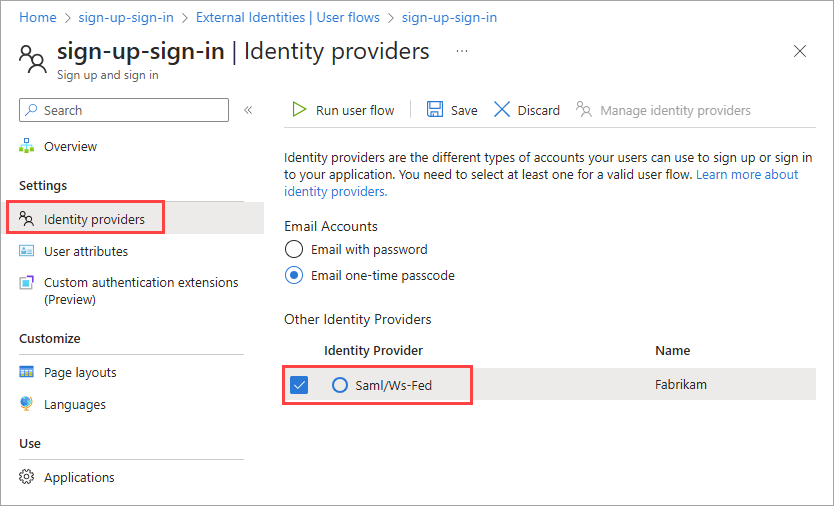 Home > sign-up-sign-in > External Identities | User flows > sign-up-sign-in
sign-up-sign-in | Identity providers ...
Sign up and sign in
Search
Overview
Settings
Identity providers
User attributes
Custom authentication extensions
(Preview)
Customize
Page layouts
Languages
Use
Applications
Run user flow
Save
Discard
Manage identity providers
Identity providers are the different types of accounts your users can use to sign up or sign in
to your application. You need to select at least one for a valid user flow. Learn more about
identity providers.
Email Accounts
Email with password
Email one-time passcode
Other Identity Providers
Identity Provider Name
Saml/Ws-Fed Fabrikam